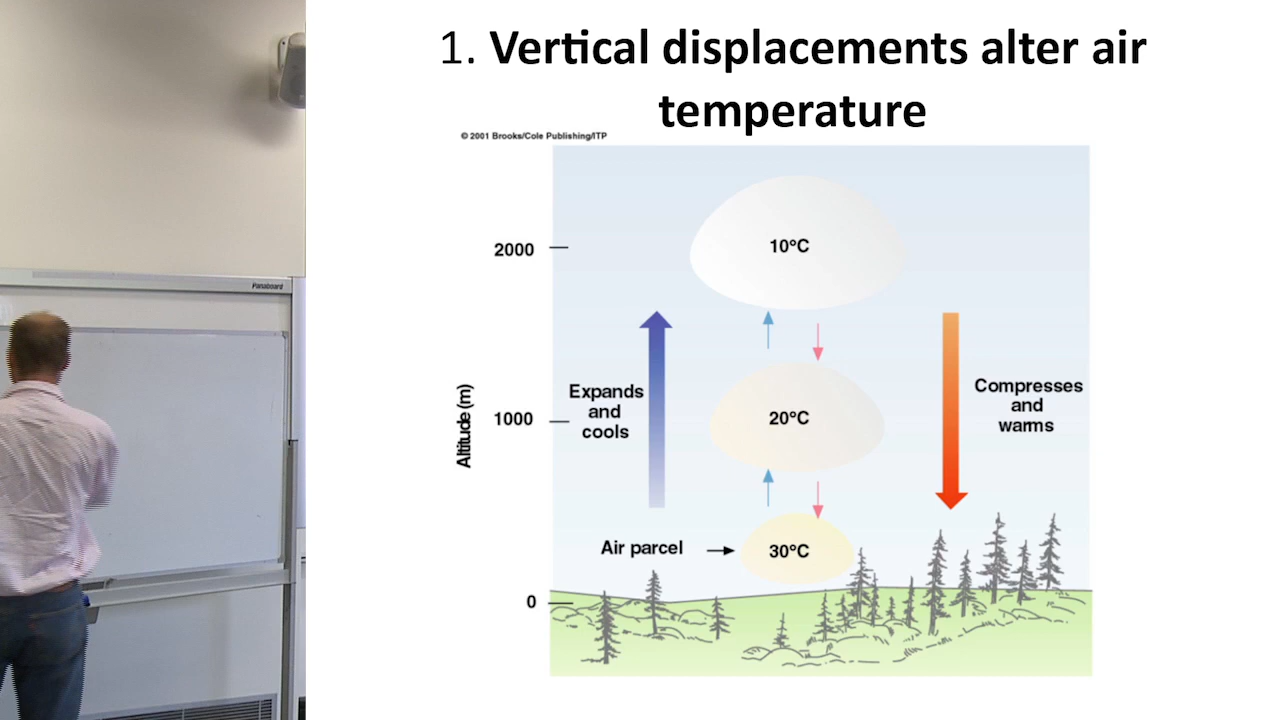 1. Vertical displacements alter air
temperature
© 2001 Brooks/Cole Publishing/ITP
Panaboard
2000
10°C
Altitude (m)
1000
Expands
and
cools
20°C
Compresses
and
warms
Air parcel
30°C
0